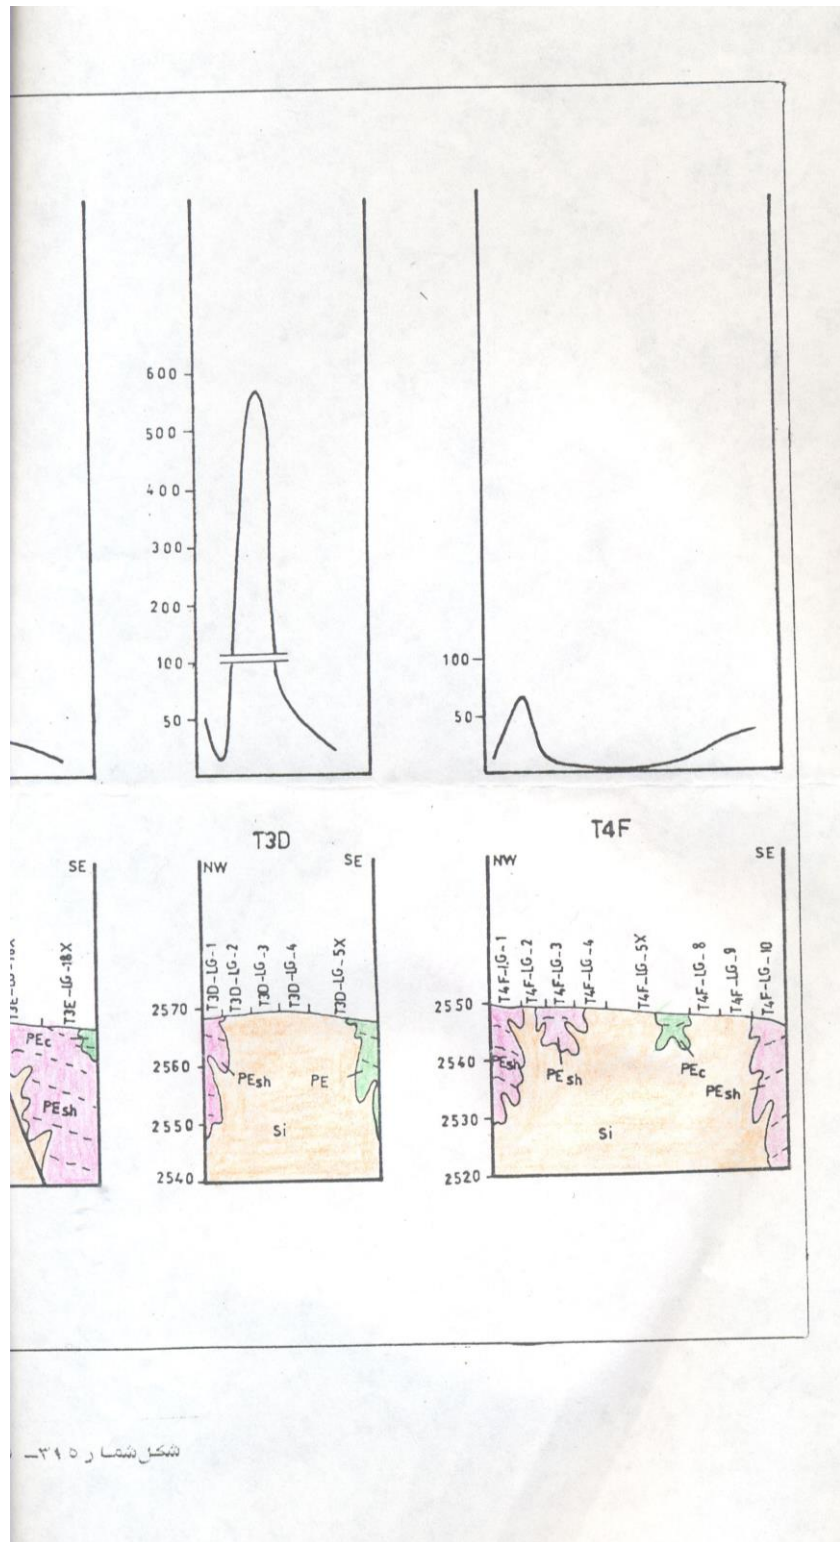 600
500
400
300
200
100
50
100
50
T3D
T4F
SE
NW
SE
NW
SE
T3E-LG-18X
T3D-LG-1
T3D-LG-2
T3D-LG-3
T3D-LG-4
T3D-LG-5X
T4F-LG-1
T4F-LG-2
T4F-LG-3
T4F-LG-4
T4F-LG-5X
T4F-LG-8
T4F-LG-9
T4F-LG-10
2570
2560
2550
2540
2550
2540
2530
2520
PEc
PEsh
PEsh
PE
Si
PEsh
PEsh
PEc
PEsh
Si
شکل شمار